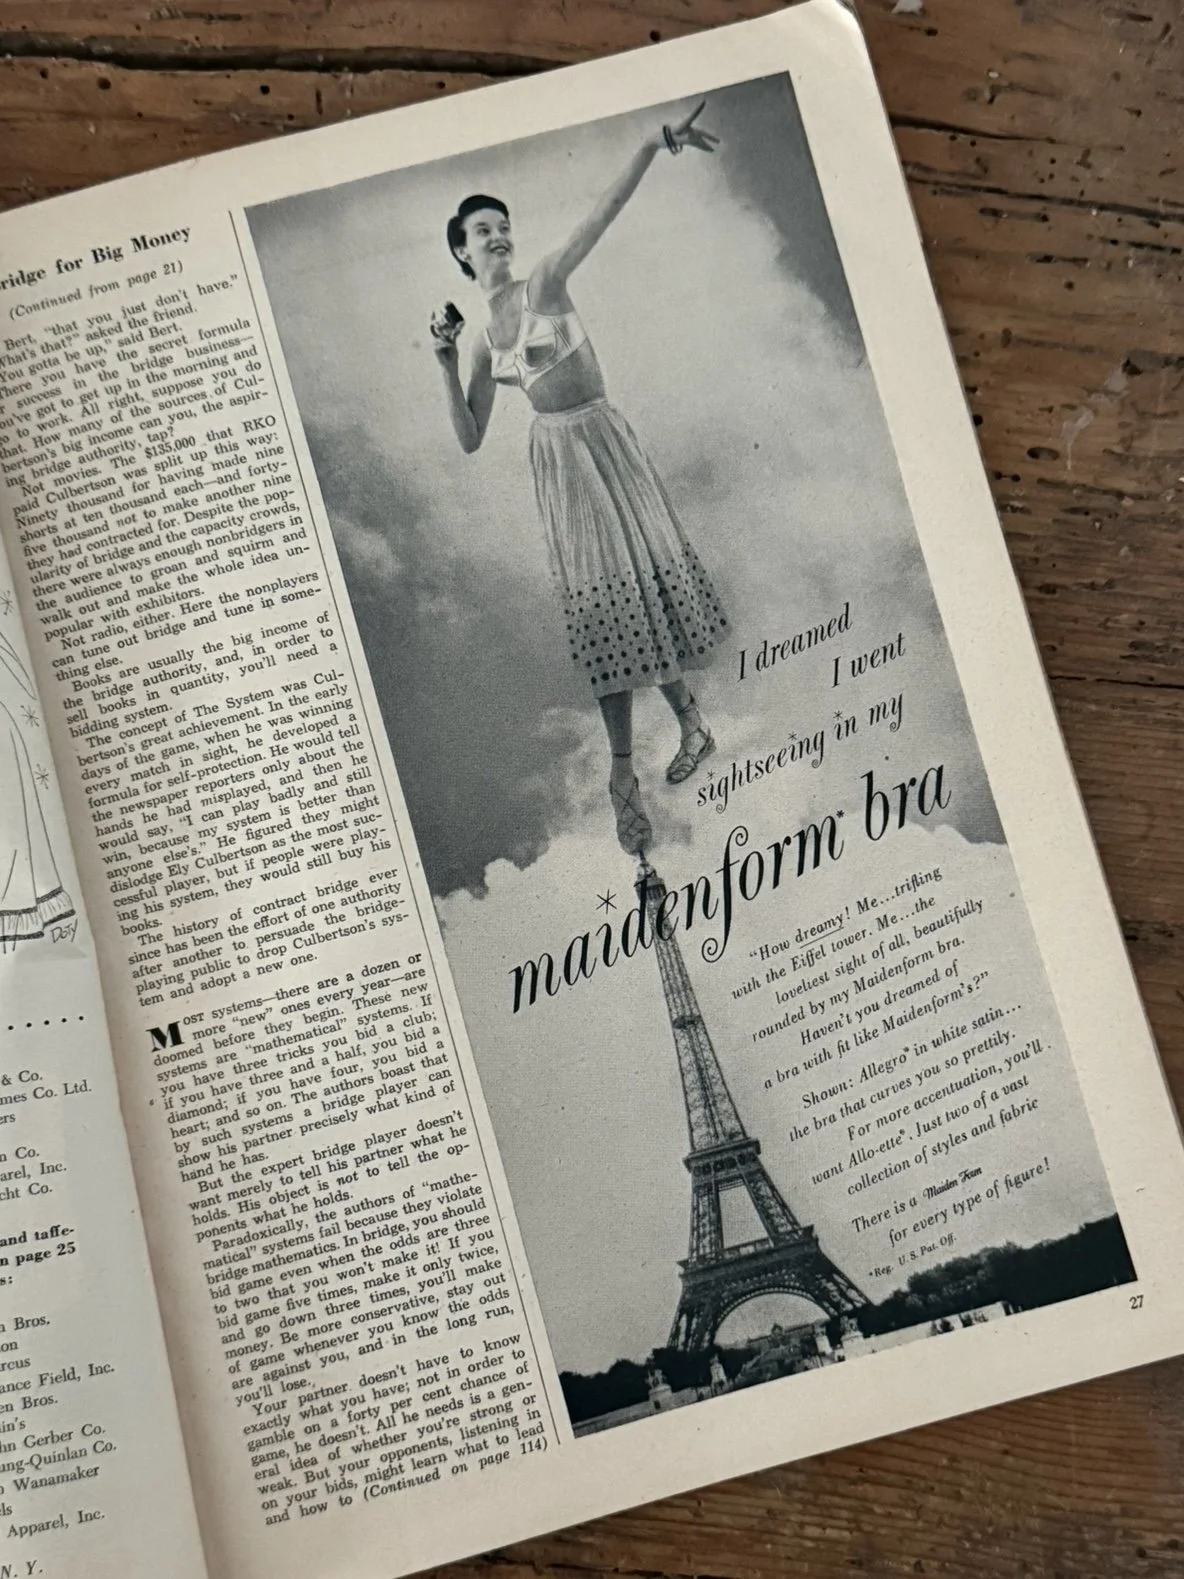 ridge for Big Money
(Continued from page 21)
Bert, "that you just don't have."
What's that?" asked the friend.
You gotta be up," said Bert.
There you have the secret formula
r success in the bridge business—
ou've got to get up in the morning and
go to work. All right, suppose you do
that. How many of the sources of Cul-
bertson's big income can you, the aspir-
ing bridge authority, tap?
Not movies. The $135,000 that RKO
paid Culbertson was split up this way:
Ninety thousand for having made nine
shorts at ten thousand each—and forty-
five thousand not to make another nine
they had contracted for. Despite the pop-
ularity of bridge and the capacity crowds,
there were always enough nonbridgers in
the audience to groan and squirm and
walk out and make the whole idea un-
popular with exhibitors.
Not radio, either. Here the nonplayers
can tune out bridge and tune in some-
thing else.
Books are usually the big income of
the bridge authority, and, in order to
sell books in quantity, you'll need a
bidding system.
The concept of The System was Cul-
bertson's great achievement. In the early
days of the game, when he was winning
every match in sight, he developed a
formula for self-protection. He would tell
the newspaper reporters only about the
hands he had misplayed, and then he
would say, "I can play badly and still
win, because my system is better than
anyone else's." He figured they might
dislodge Ely Culbertson as the most suc-
cessful player, but if people were play-
ing his system, they would still buy his
books.
The history of contract bridge ever
since has been the effort of one authority
after another to persuade the bridge-
playing public to drop Culbertson's sys-
tem and adopt a new one.
Most systems—there are a dozen or
more "new" ones every year—are
doomed before they begin. These new
systems are "mathematical" systems. If
you have three tricks you bid a club;
if you have three and a half, you bid a
diamond; if you have four, you bid a
heart; and so on. The authors boast that
by such systems a bridge player can
show his partner precisely what kind of
hand he has.
But the expert bridge player doesn't
want merely to tell his partner what he
holds. His object is not to tell the op-
ponents what he holds.
Paradoxically, the authors of "mathe-
matical" systems fail because they violate
bridge mathematics. In bridge, you should
bid game even when the odds are three
to two that you won't make it! If you
bid game five times, make it only twice,
and go down three times, you'll make
money. Be more conservative, stay out
of game whenever you know the odds
are against you, and in the long run,
you'll lose.
Your partner doesn't have to know
exactly what you have; not in order to
gamble on a forty per cent chance of
game, he doesn't. All he needs is a gen-
eral idea of whether you're strong or
weak. But your opponents, listening in
on your bids, might learn what to lead
and how to (Continued on page 114)
Doty
& Co.
mes Co. Ltd.
ers
n Co.
arel, Inc.
cht Co.
and taffe-
n page 25
s:
n Bros.
on
rcus
ance Field, Inc.
en Bros.
in's
hn Gerber Co.
ung-Quinlan Co.
Wanamaker
els
Apparel, Inc.
N. Y.
I dreamed
I went
sightseeing in my
maidenform* bra
"How dreamy! Me...trifling
with the Eiffel tower. Me...the
loveliest sight of all, beautifully
rounded by my Maidenform bra.
Haven't you dreamed of
a bra with fit like Maidenform's?"
Shown: Allegro* in white satin...
the bra that curves you so prettily.
For more accentuation, you'll
want Allo-ette*. Just two of a vast
collection of styles and fabric
There is a Maiden Form
for every type of figure!
*Reg. U. S. Pat. Off.
27